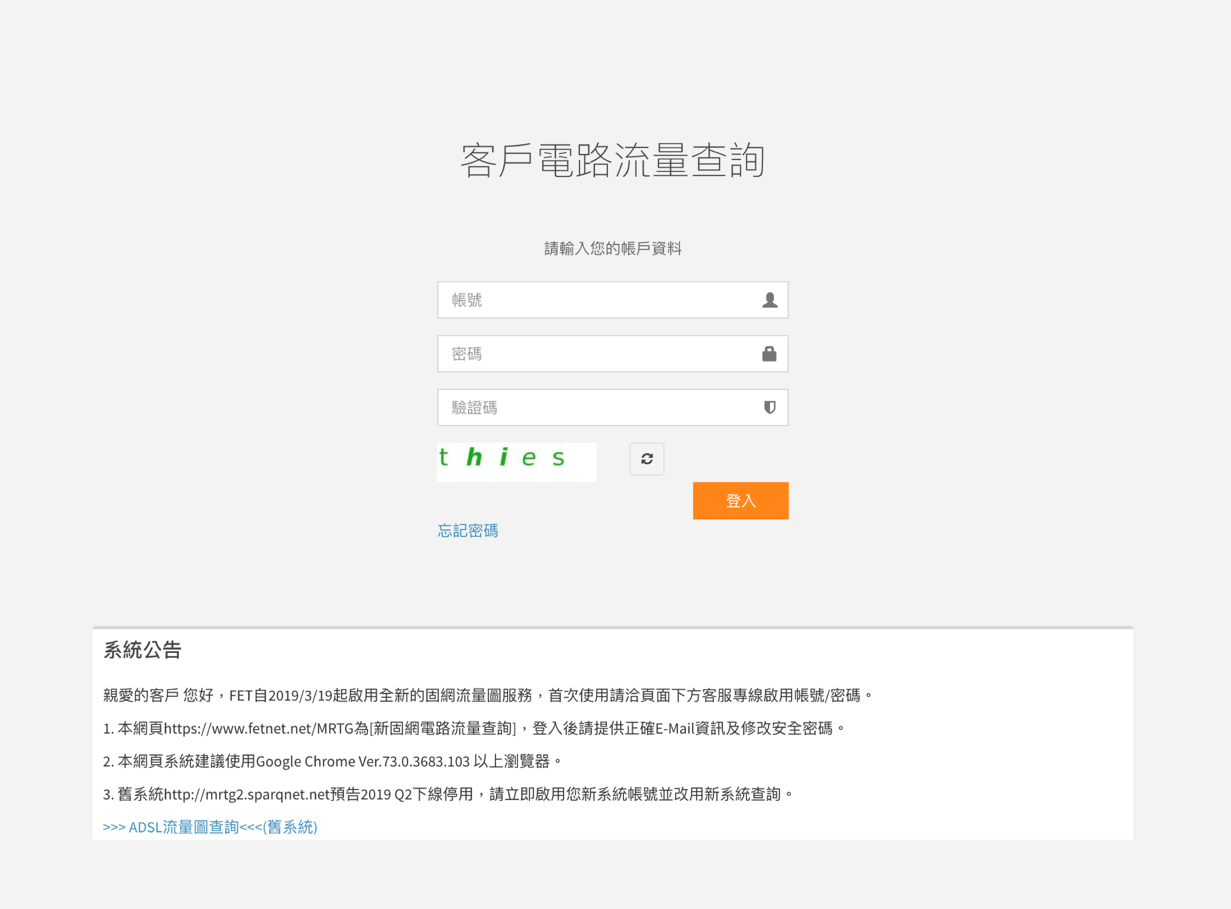 客戶電路流量查詢
請輸入您的帳戶資料
帳號
密碼
驗證碼
t h i e s
登入
忘記密碼
系統公告
親愛的客戶 您好，FET自2019/3/19起啟用全新的固網流量圖服務，首次使用請洽頁面下方客服專線啟用帳號/密碼。
1. 本網頁https://www.fetnet.net/MRTG為[新固網電路流量查詢]，登入後請提供正確E-Mail資訊及修改安全密碼。
2. 本網頁系統建議使用Google Chrome Ver.73.0.3683.103 以上瀏覽器。
3. 舊系統http://mrtg2.sparqnet.net預告2019 Q2下線停用，請立即啟用您新系統帳號並改用新系統查詢。
>>> ADSL流量圖查詢<<<(舊系統)